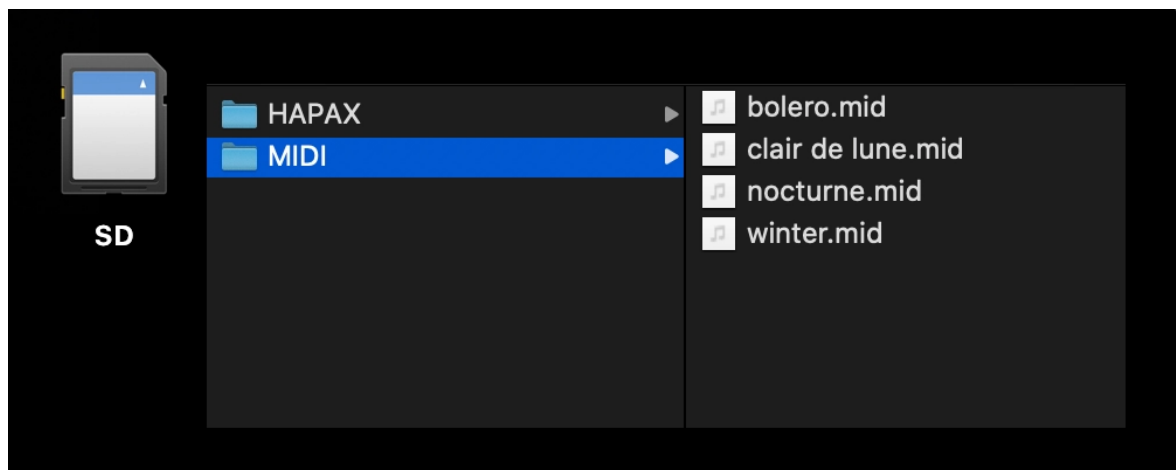 SD
HAPAX
MIDI
bolero.mid
clair de lune.mid
nocturne.mid
winter.mid